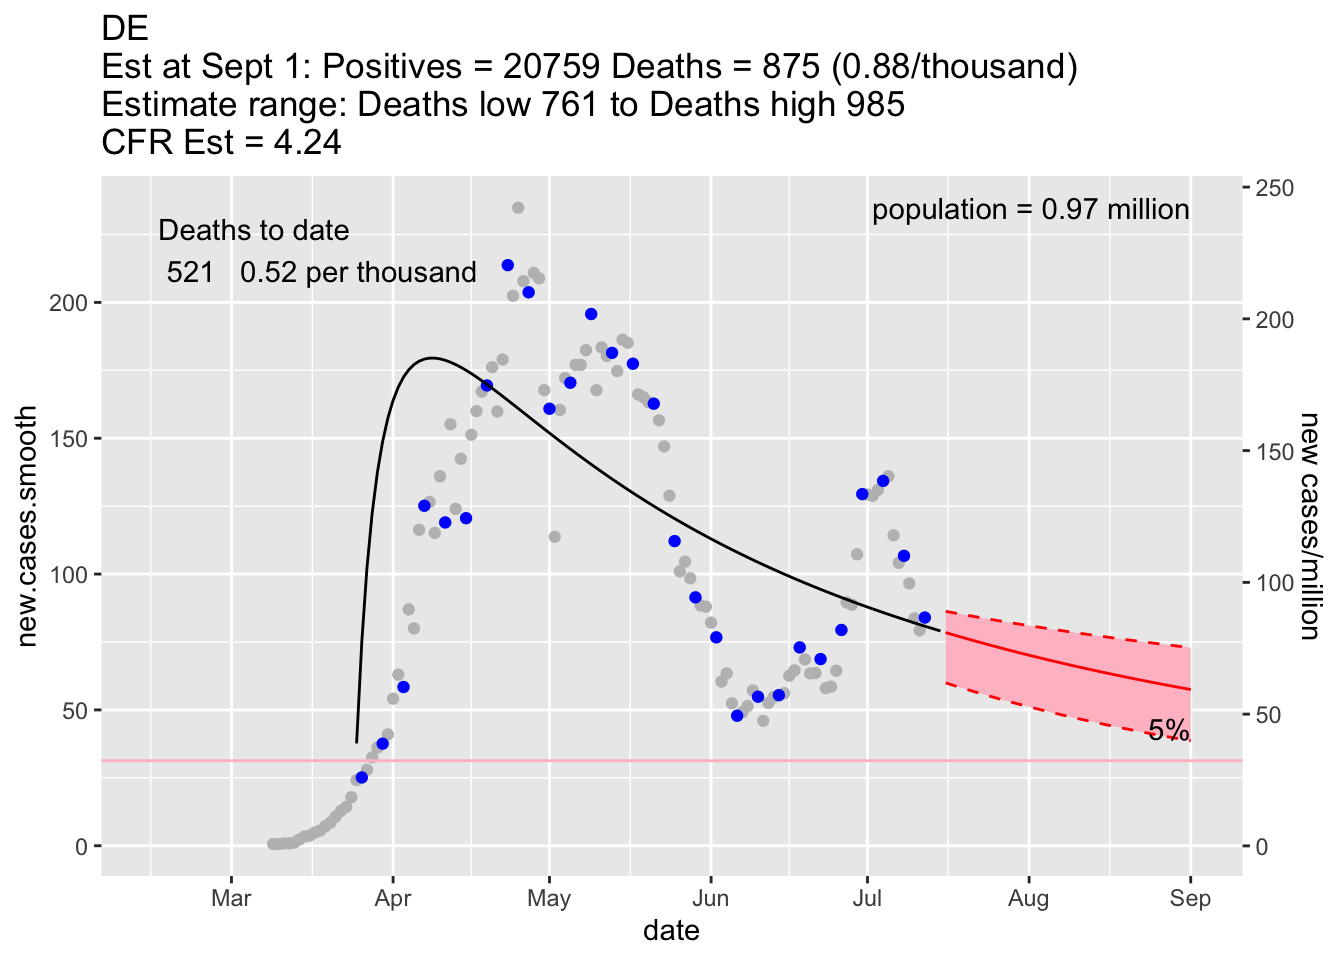 DE
Est at Sept 1: Positives = 20759 Deaths = 875 (0.88/thousand)
Estimate range: Deaths low 761 to Deaths high 985
CFR Est = 4.24
Deaths to date
521 0.52 per thousand
population = 0.97 million
250
200
150
100
50
0
new.cases.smooth
200
150
100
50
0
new cases/million
5%
Mar Apr May Jun Jul Aug Sep
date